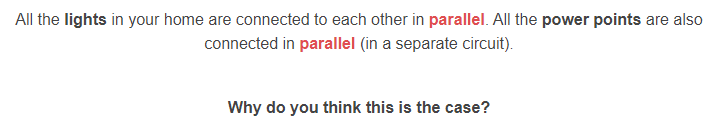 All the lights in your home are connected to each other in parallel. All the power points are also
connected in parallel (in a separate circuit).
Why do you think this is the case?